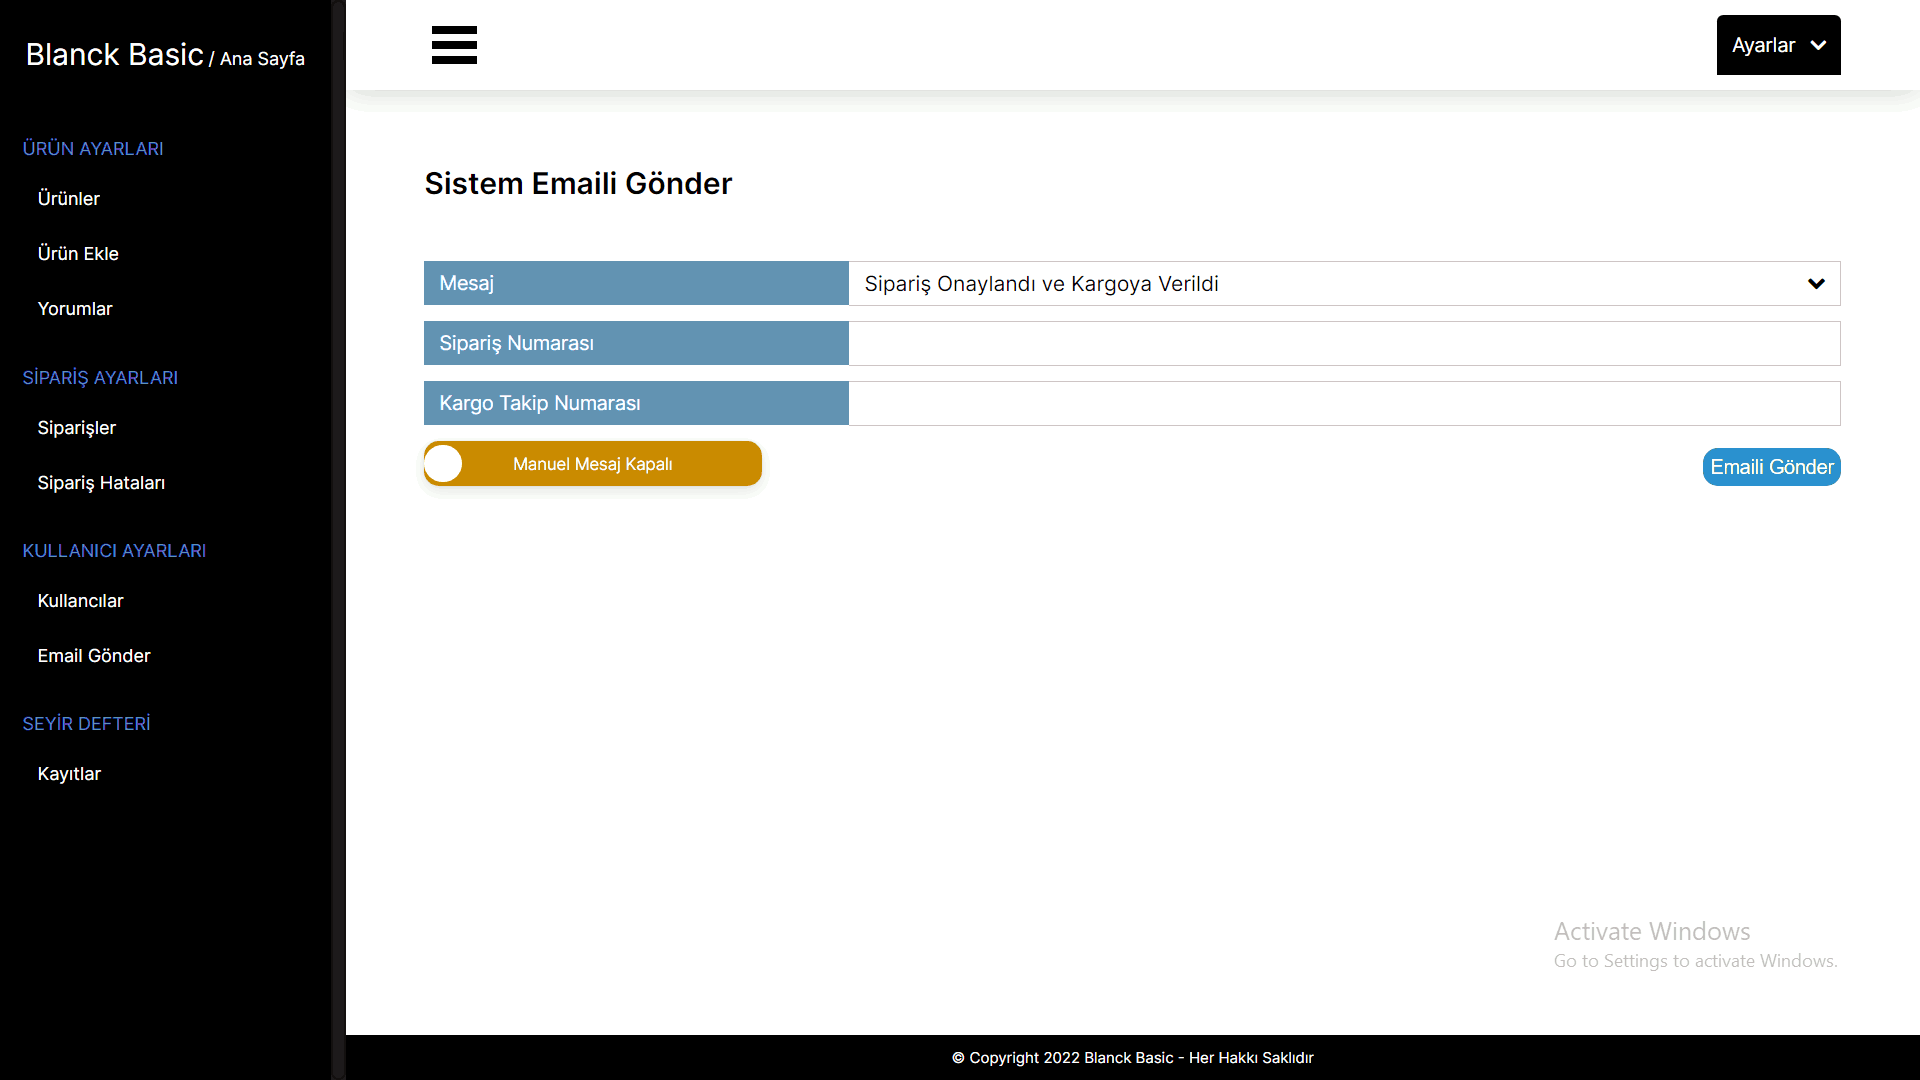 Blanck Basic / Ana Sayfa
ÜRÜN AYARLARI
Ürünler
Ürün Ekle
Yorumlar
SİPARİŞ AYARLARI
Siparişler
Sipariş Hataları
KULLANICI AYARLARI
Kullancılar
Email Gönder
SEYİR DEFTERİ
Kayıtlar
Ayarlar
Sistem Emaili Gönder
Mesaj
Sipariş Onaylandı ve Kargoya Verildi
Sipariş Numarası
Kargo Takip Numarası
Manuel Mesaj Kapalı
Emaili Gönder
Activate Windows
Go to Settings to activate Windows.
© Copyright 2022 Blanck Basic - Her Hakkı Saklıdır